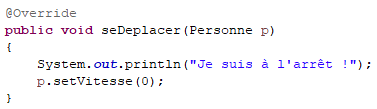 @Override
public void seDeplacer(Personne p)
{
    System.out.println("Je suis à l'arrêt !");
    p.setVitesse(0);
}